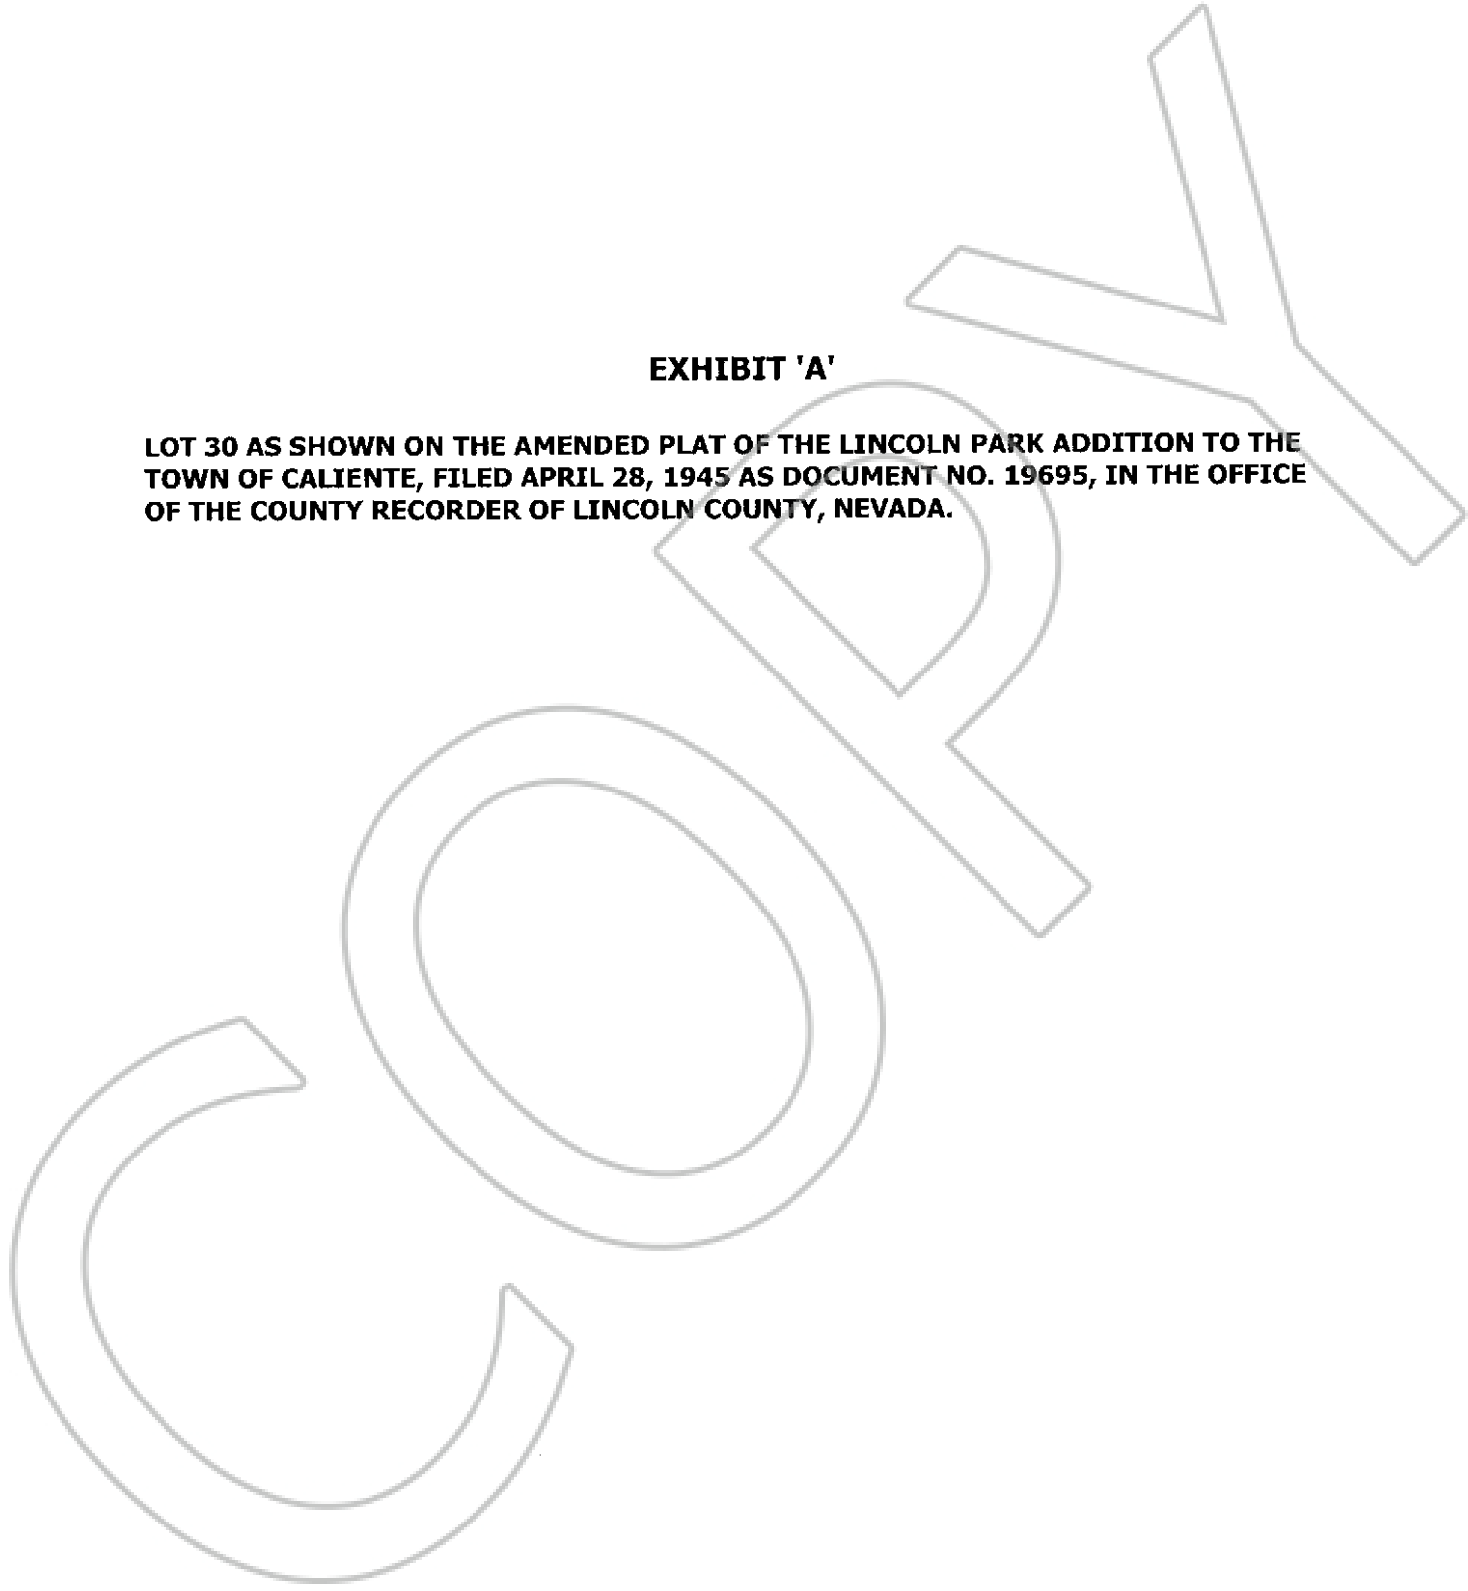 EXHIBIT 'A'
LOT 30 AS SHOWN ON THE AMENDED PLAT OF THE LINCOLN PARK ADDITION TO THE
TOWN OF CALIENTE, FILED APRIL 28, 1945 AS DOCUMENT NO. 19695, IN THE OFFICE
OF THE COUNTY RECORDER OF LINCOLN COUNTY, NEVADA.
COPY